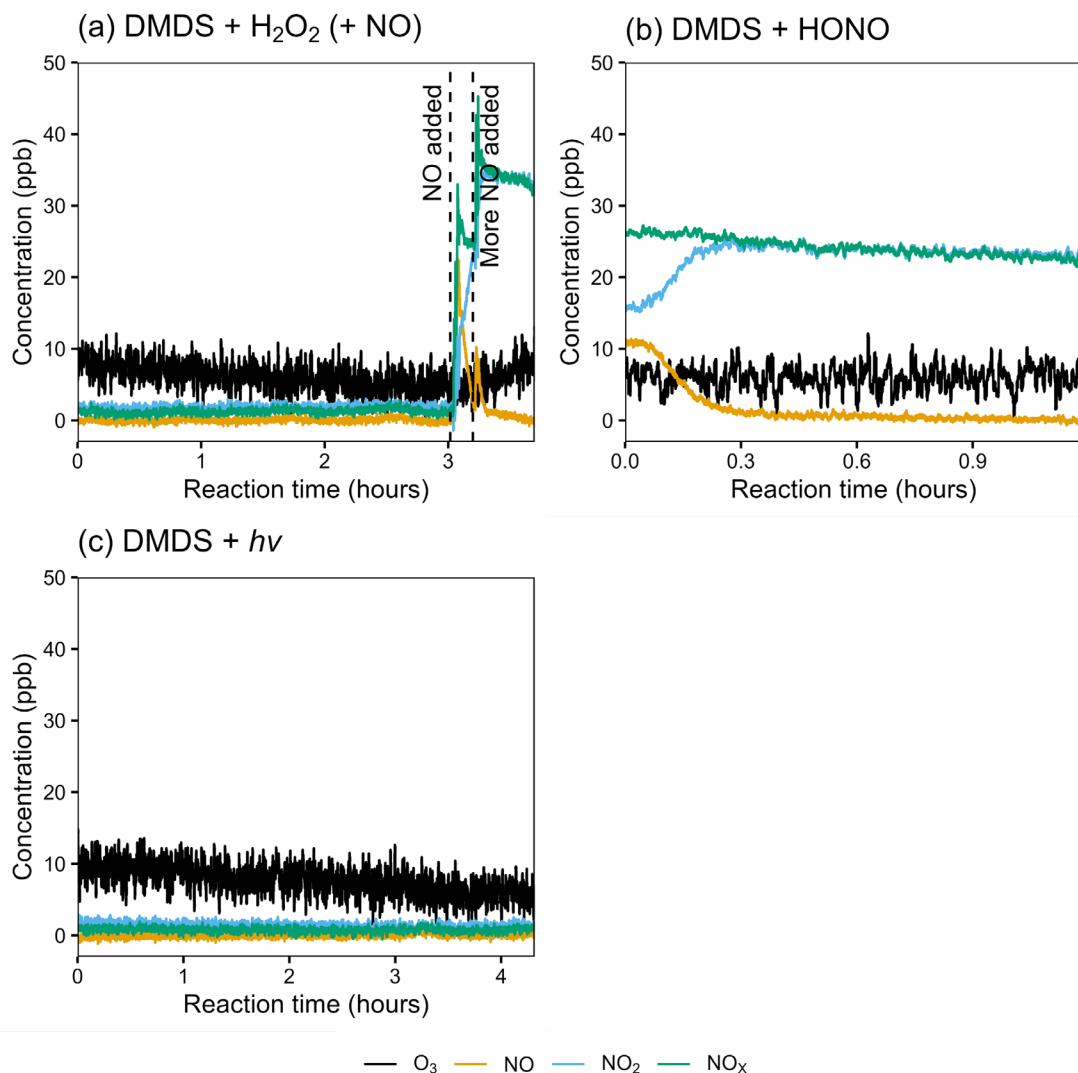 (a) DMDS + H₂O₂ (+ NO)
50
40
30
20
10
0
Concentration (ppb)
NO added
More NO added
0
1
2
3
Reaction time (hours)
(b) DMDS + HONO
50
40
30
20
10
0
Concentration (ppb)
0.0
0.3
0.6
0.9
Reaction time (hours)
(c) DMDS + hv
50
40
30
20
10
0
Concentration (ppb)
0
1
2
3
4
Reaction time (hours)
O₃ NO NO₂ NOₓ